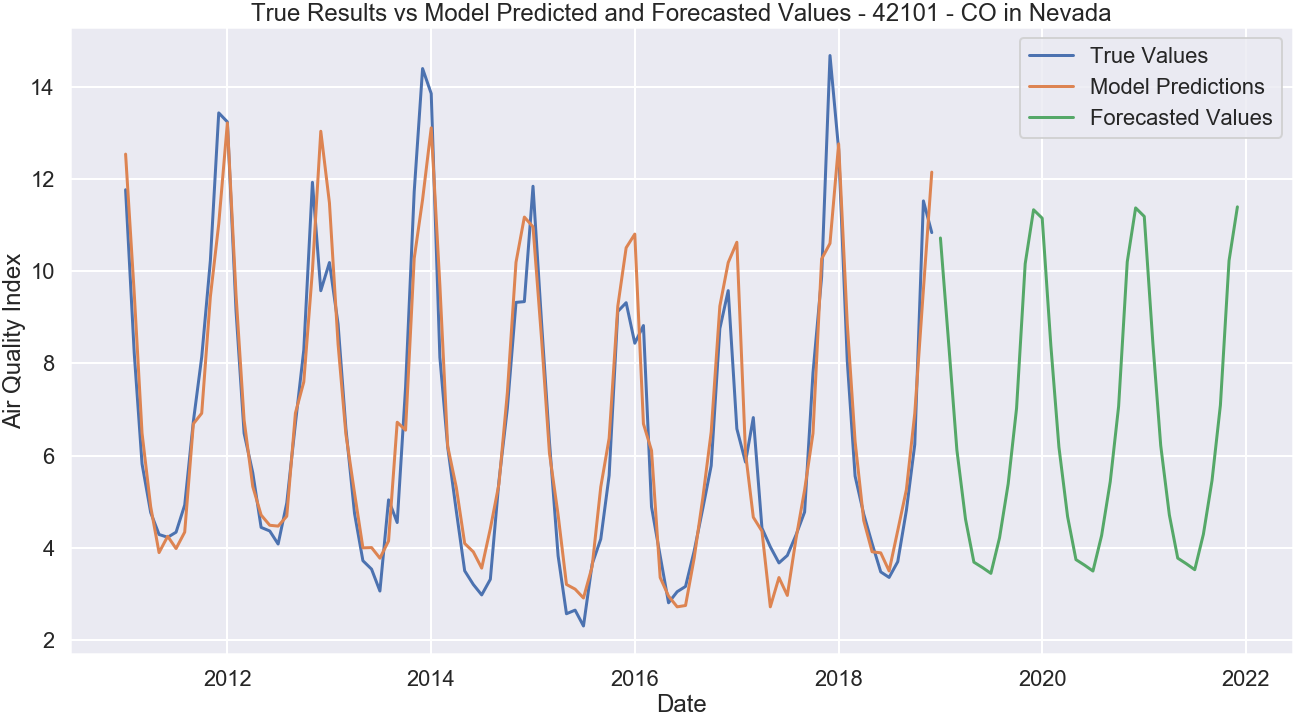 True Results vs Model Predicted and Forecasted Values - 42101 - CO in Nevada
True Values
Model Predictions
Forecasted Values
Air Quality Index
14
12
10
8
6
4
2
2012 2014 2016 2018 2020 2022
Date